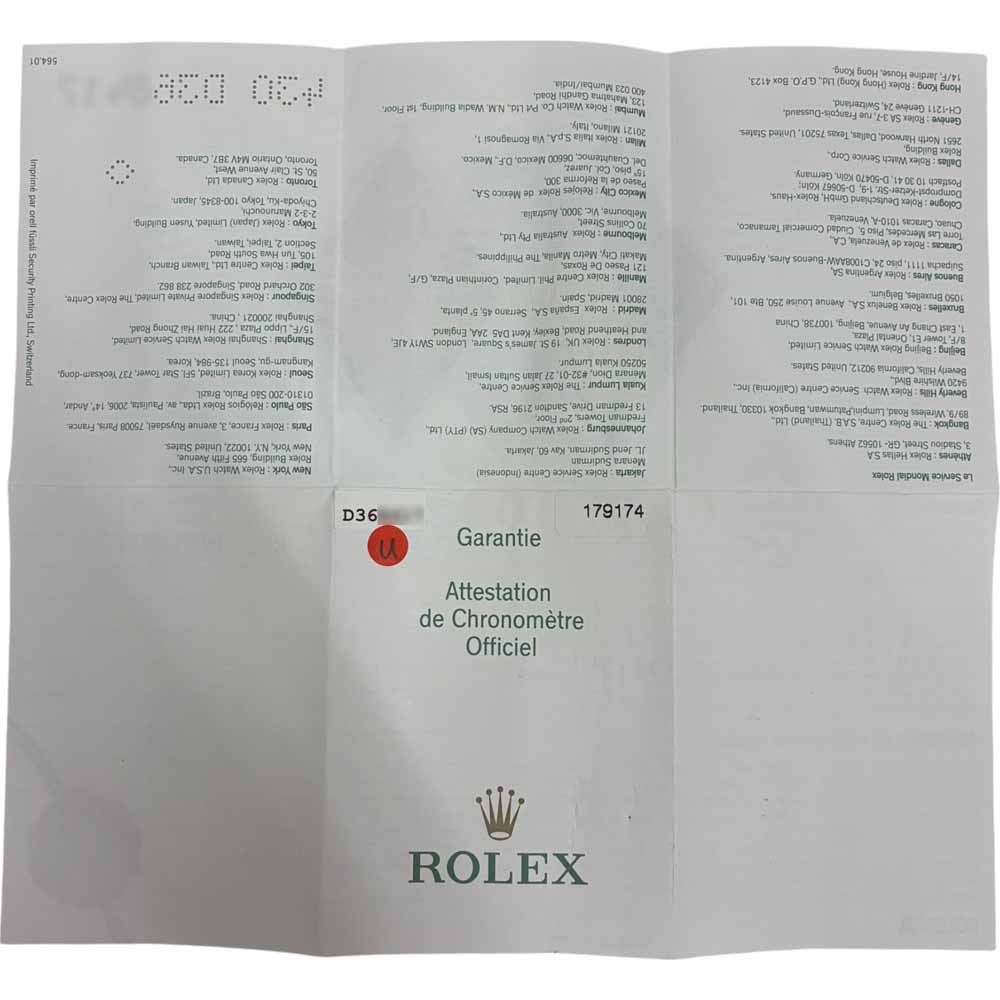 D36
179174
U
Garantie
Attestation
de Chronomètre
Officiel
ROLEX
Le Service Mondial Rolex
Athènes : Rolex Hellas S.A
3, Stadiou Street, GR- 10562 Athens.
Bangkok : The Rolex Centre, S.A.B. (Thailand) Ltd.,
89/9, Wireless Road, Lumpini,Patumwan, Bangkok 10330, Thailand.
Beverly Hills : Rolex Watch Service Centre (California) Inc.,
9420 Wilshire Blvd.,
Beverly Hills, California 90212, United States.
Beijing : Beijing Rolex Watch Service Limited,
8/F, Tower E1, Oriental Plaza,
1, East Chang An Avenue, Beijing, 100738, China
Bruxelles : Rolex Benelux S.A., Avenue Louise 250, Bte 101,
1050 Bruxelles, Belgium.
Buenos Aires : Rolex Argentina SA,
Suipacha 1111, piso 24, C1008AAW-Buenos Aires, Argentina.
Caracas : Rolex de Venezuela, C.A.,
Torre Las Mercedes, Piso 5, Ciudad Comercial Tamanaco,
Chuao, Caracas 1010-A, Venezuela.
Cologne : Rolex Deutschland GmbH, Rolex-Haus,
Dompropst-Ketzer-Str. 1-9, D-50667 Köln;
Postfach 10 30 41, D-50470 Köln, Germany.
Dallas : Rolex Watch Service, Corp.,
Rolex Building,
2651 North Harwood, Dallas, Texas 75201, United States.
Genève : Rolex SA 3-7, rue François-Dussaud,
CH-1211 Genève 24, Switzerland.
Hong Kong : Rolex (Hong Kong) Ltd., G.P.O. Box 4123,
14/F, Jardine House, Hong Kong.
Jakarta : Rolex Service Centre (Indonesia)
Menara Sudirman
JL. Jend Sudirman, Kav 60, Jakarta.
Johannesburg : Rolex Watch Company (SA) (PTY) Ltd.,
Fredman Towers, 2nd Floor,
13 Fredman Drive, Sandton 2196, RSA
Kuala Lumpur : The Rolex Service Centre,
Menara Dion, #32-01, 27 Jalan Sultan Ismail,
50250 Kuala Lumpur.
Londres : Rolex UK, 19 St. James's Square, London SW1Y 4JE
and Heathend Road, Bexley, Kent DA5 2AA, England.
Madrid : Rolex España S.A., Serrano 45, 5ª planta,
28001 Madrid, Spain.
Manille : Rolex Centre Phil. Limited, Corinthian Plaza, G/F,
121 Paseo De Roxas,
Makati City, Metro Manila, The Philippines.
Melbourne : Rolex Australia Pty Ltd.,
70 Collins Street,
Melbourne, Vic. 3000, Australia.
Mexico City : Relojes Rolex de México S.A.,
Paseo de la Reforma 300,
15° Piso, Col. Juarez,
Del. Cuauhtemoc, 06600 Mexico, D.F., Mexico.
Milan : Rolex Italia S.p.A., Via Romagnosi 1,
20121 Milano, Italy.
Mumbai : Rolex Watch Co. Pvt Ltd., N.M. Wadia Building, 1st Floor,
123, Mahatma Gandhi Road,
400 023 Mumbai/India.
New York : Rolex Watch U.S.A., Inc.,
Rolex Building, 665 Fifth Avenue,
New York, N.Y. 10022, United States.
Paris : Rolex France, 3, avenue Ruysdael, 75008 Paris, France.
São Paulo : Relógios Rolex Ltda., av. Paulista, 2006, 14° Andar,
01310-200 São Paulo, Brazil.
Seoul : Rolex Korea Limited, 5Fl. Star Tower, 737 Yeoksam-dong,
Kangnam-gu, Seoul 135-984, Korea.
Shanghai : Shanghai Rolex Watch Service Limited,
15/F., Lippo Plaza , 222 Huai Hai Zhong Road,
Shanghai 200021, China.
Singapour : Rolex Singapore Private Limited, The Rolex Centre,
302 Orchard Road, Singapore 238 862.
Taipei : Rolex Centre, Ltd., Taiwan Branch,
105, Tun Hwa South Road,
Section 2, Taipei, Taiwan.
Tokyo : Rolex (Japan) Limited, Yusen Building,
2-3-2 Marunouchi,
Chiyoda-Ku, Tokyo 100-8345, Japan.
Toronto : Rolex Canada Ltd.,
50, St. Clair Avenue West,
Toronto, Ontario M4V 3B7, Canada.
564.01
Imprimé par orell füssli Security Printing Ltd. Switzerland